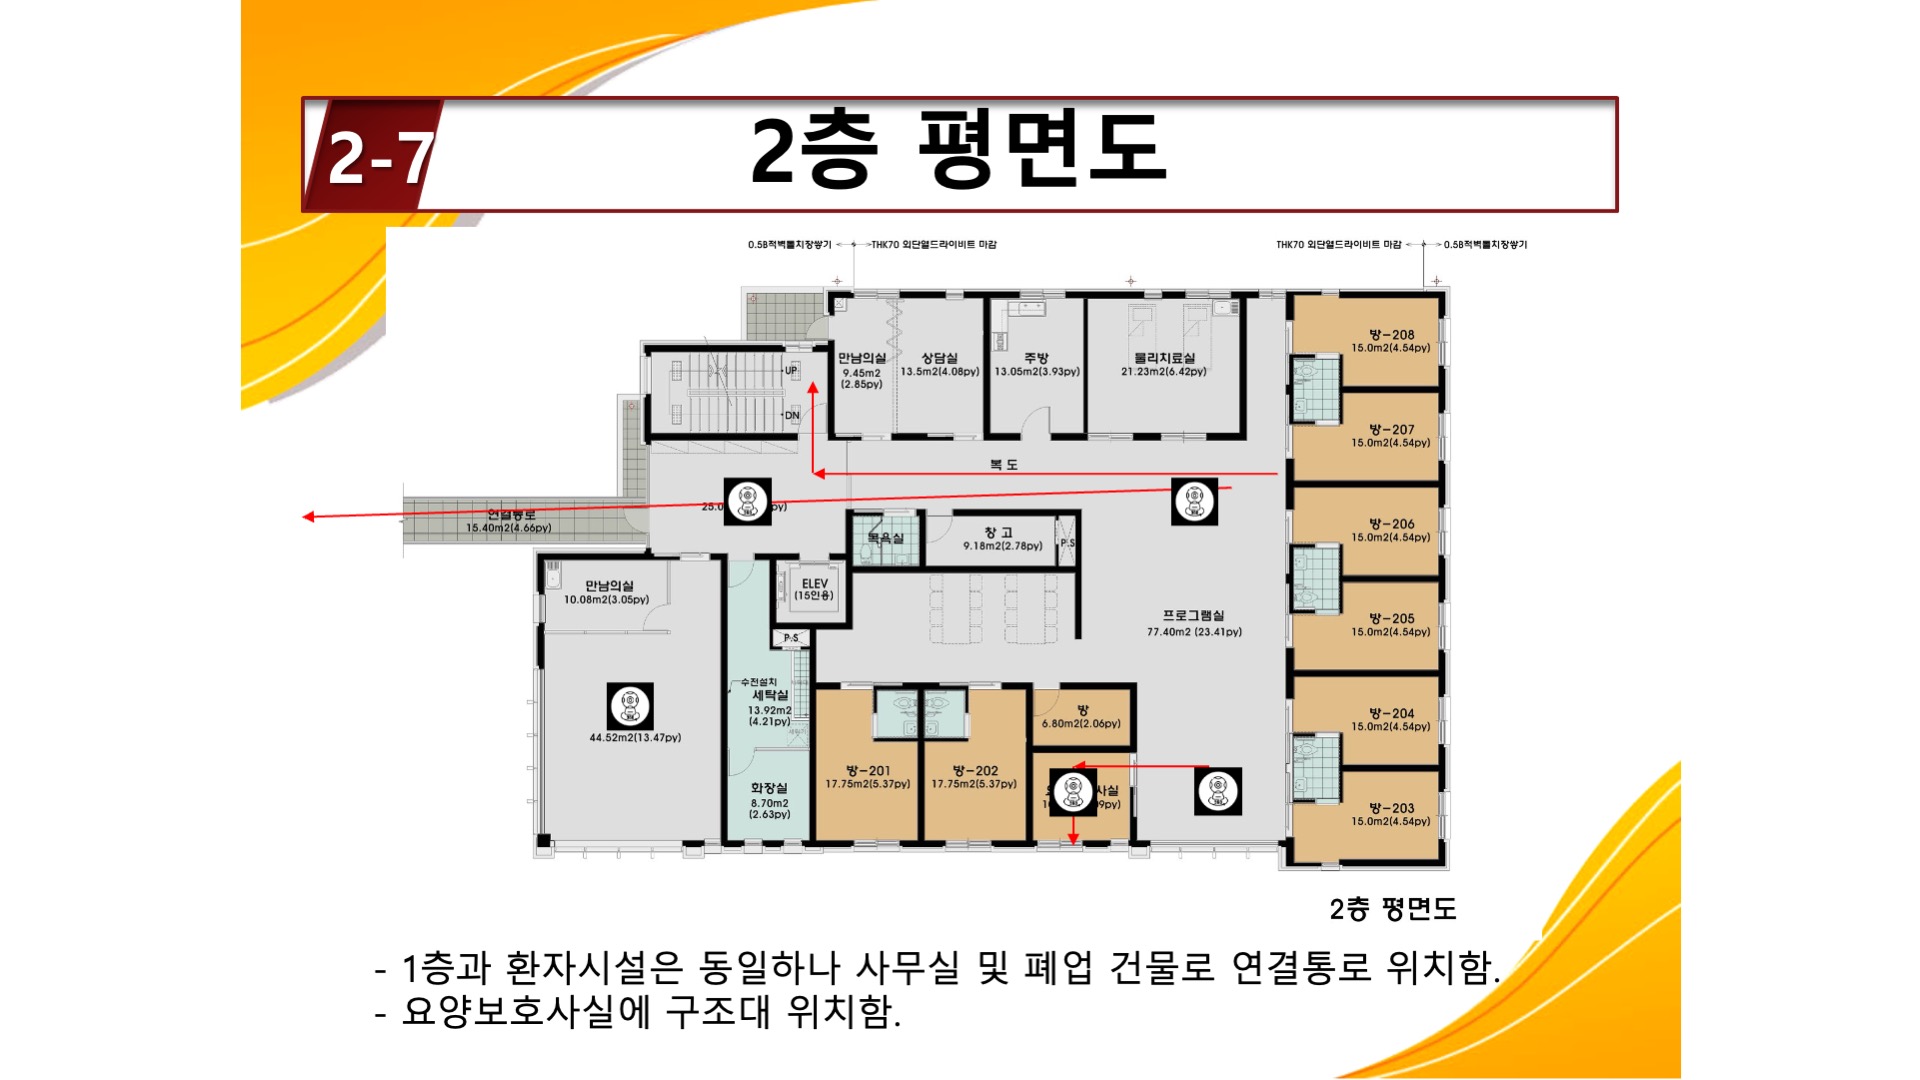 2-7
2층 평면도
0.5B적벽돌치장쌓기
THK70 외단열드라이비트 마감
THK70 외단열드라이비트 마감
0.5B적벽돌치장쌓기
만남의실
9.45m2
(2.85py)
상담실
13.5m2(4.08py)
주방
13.05m2(3.93py)
물리치료실
21.23m2(6.42py)
방-208
15.0m2(4.54py)
UP
DN
방-207
15.0m2(4.54py)
복 도
25.0
py)
연결통로
15.40m2(4.66py)
목욕실
창 고
9.18m2(2.78py)
P.S
방-206
15.0m2(4.54py)
만남의실
10.08m2(3.05py)
ELEV
(15인용)
P.S
프로그램실
77.40m2 (23.41py)
방-205
15.0m2(4.54py)
수전설치
세탁실
13.92m2
(4.21py)
44.52m2(13.47py)
방
6.80m2(2.06py)
방-204
15.0m2(4.54py)
화장실
8.70m2
(2.63py)
방-201
17.75m2(5.37py)
방-202
17.75m2(5.37py)
사실
9py)
방-203
15.0m2(4.54py)
2층 평면도
- 1층과 환자시설은 동일하나 사무실 및 폐업 건물로 연결통로 위치함.
- 요양보호사실에 구조대 위치함.